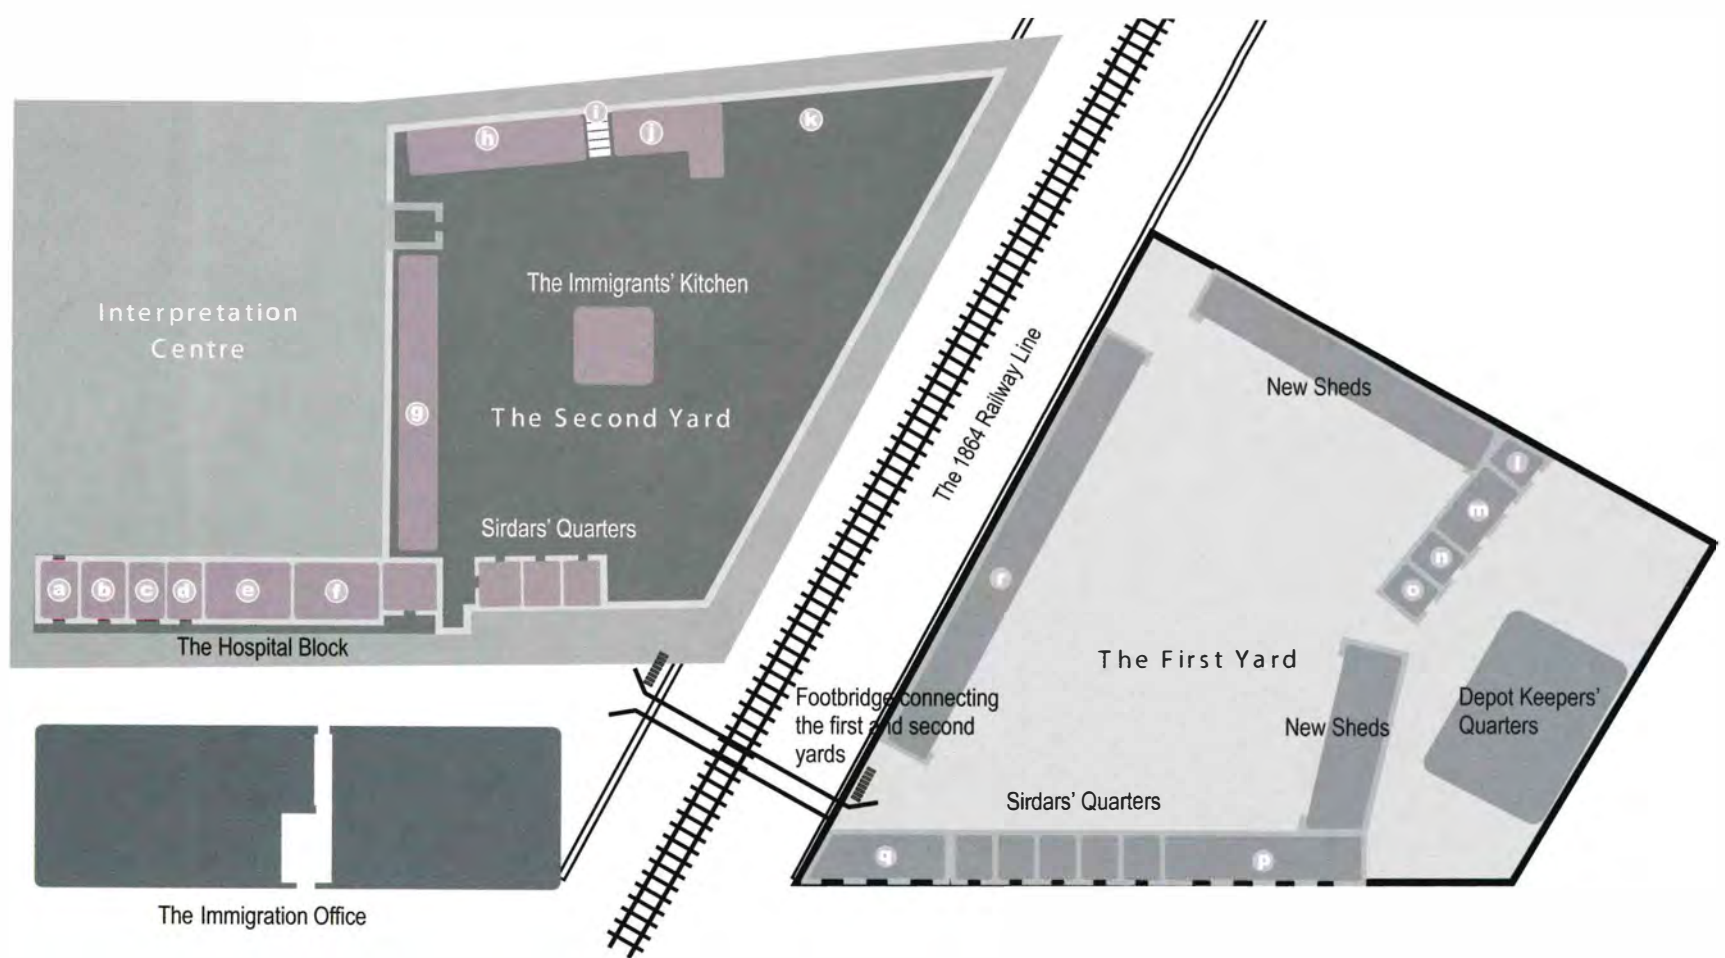 i
h
j
k
The Immigrants' Kitchen
Interpretation
Centre
g
The Second Yard
Sirdars' Quarters
a
b
c
d
e
f
The Hospital Block
The Immigration Office
The 1864 Railway Line
Footbridge connecting
the first and second
yards
New Sheds
l
m
n
o
r
The First Yard
Depot Keepers'
Quarters
New Sheds
Sirdars' Quarters
q
p